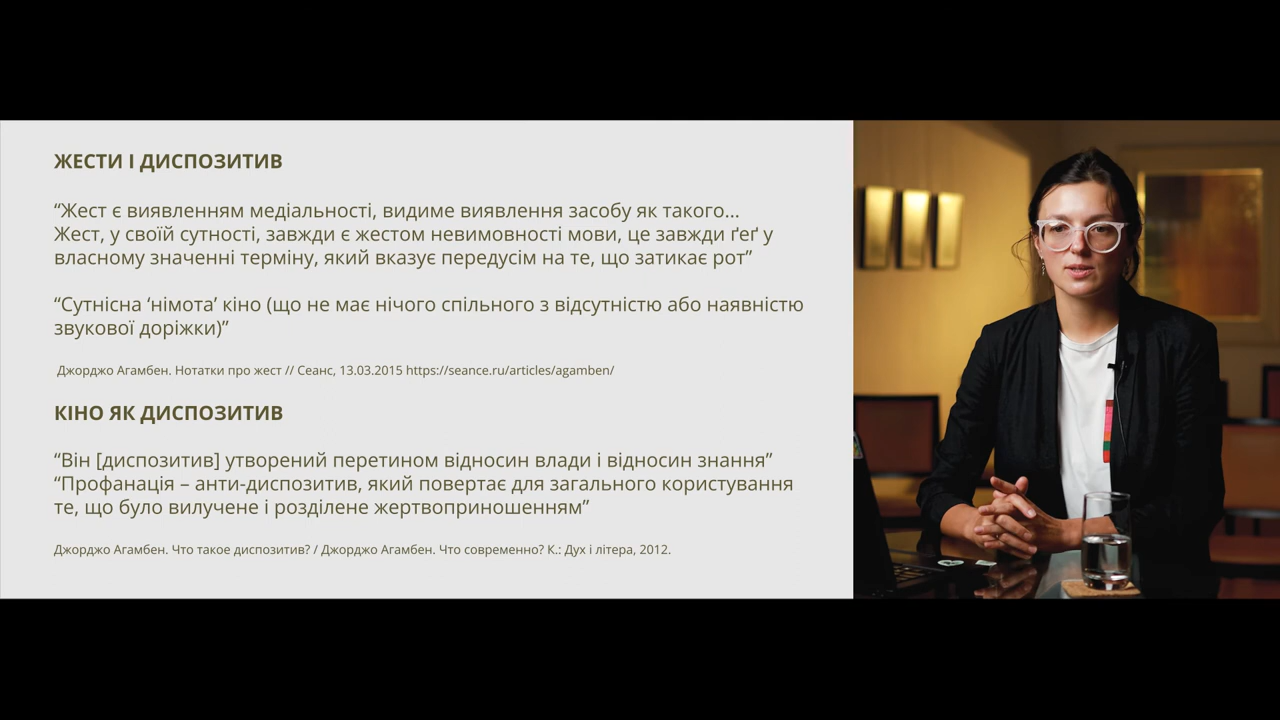 ЖЕСТИ І ДИСПОЗИТИВ
“Жест є виявленням медіальності, видиме виявлення засобу як такого...
Жест, у своїй сутності, завжди є жестом невимовності мови, це завжди ґеґ у
власному значенні терміну, який вказує передусім на те, що затикає рот”
“Сутнісна ‘німота’ кіно (що не має нічого спільного з відсутністю або наявністю
звукової доріжки)”
Джорджо Агамбен. Нотатки про жест // Сеанс, 13.03.2015 https://seance.ru/articles/agamben/
КІНО ЯК ДИСПОЗИТИВ
“Він [диспозитив] утворений перетином відносин влади і відносин знання”
“Профанація – анти-диспозитив, який повертає для загального користування
те, що було вилучене і розділене жертвоприношенням”
Джорджо Агамбен. Что такое диспозитив? / Джорджо Агамбен. Что современно? К.: Дух і літера, 2012.